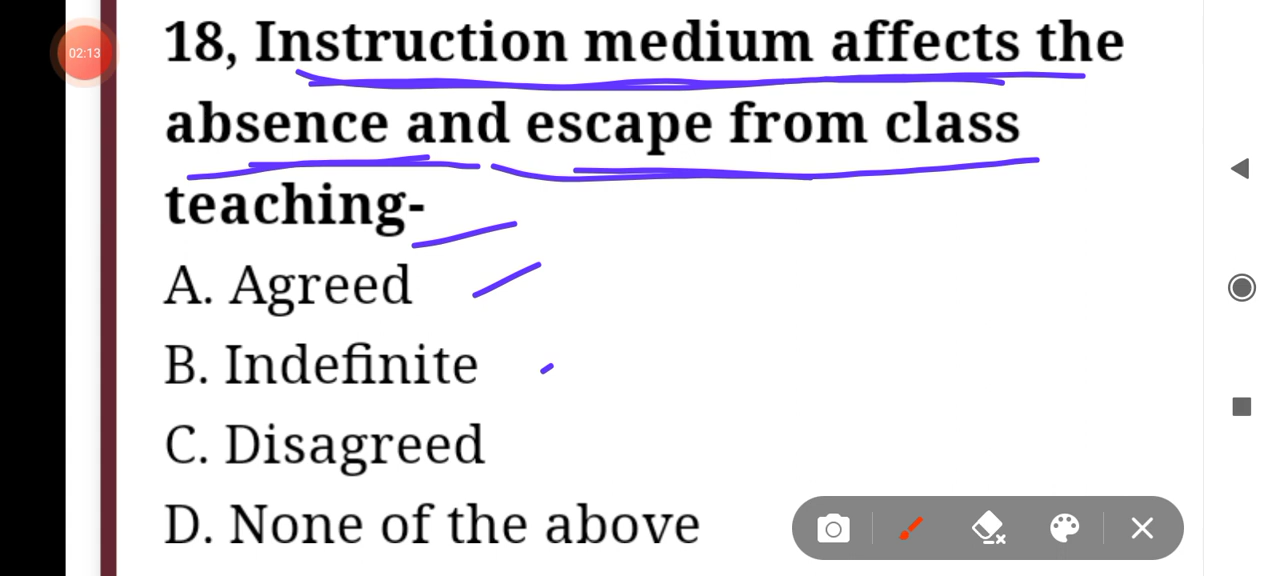 02:13
18, Instruction medium affects the
absence and escape from class
teaching-
A. Agreed
B. Indefinite
C. Disagreed
D. None of the above